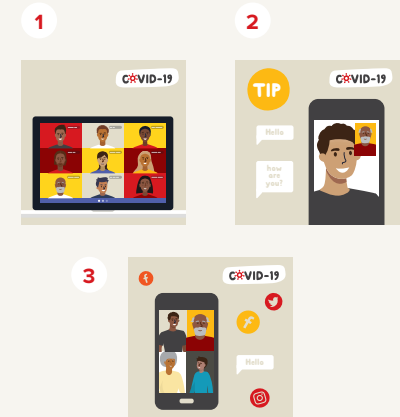 1
2
COVID-19
COVID-19
TIP
Hello
how
are
you?
3
COVID-19
Hello